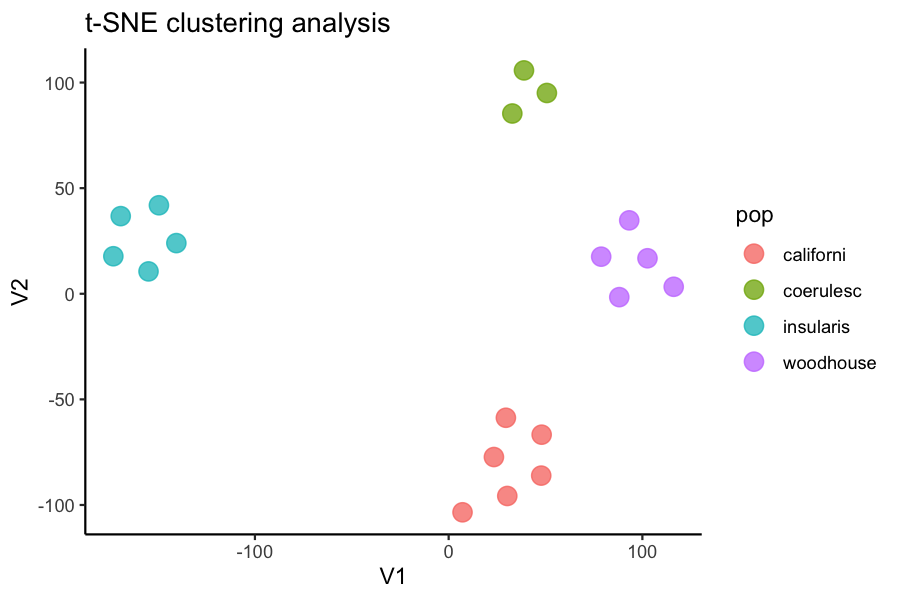 t-SNE clustering analysis
100
50
0
-50
-100
V2
-100
0
100
V1
pop
californi
coerulesc
insularis
woodhouse